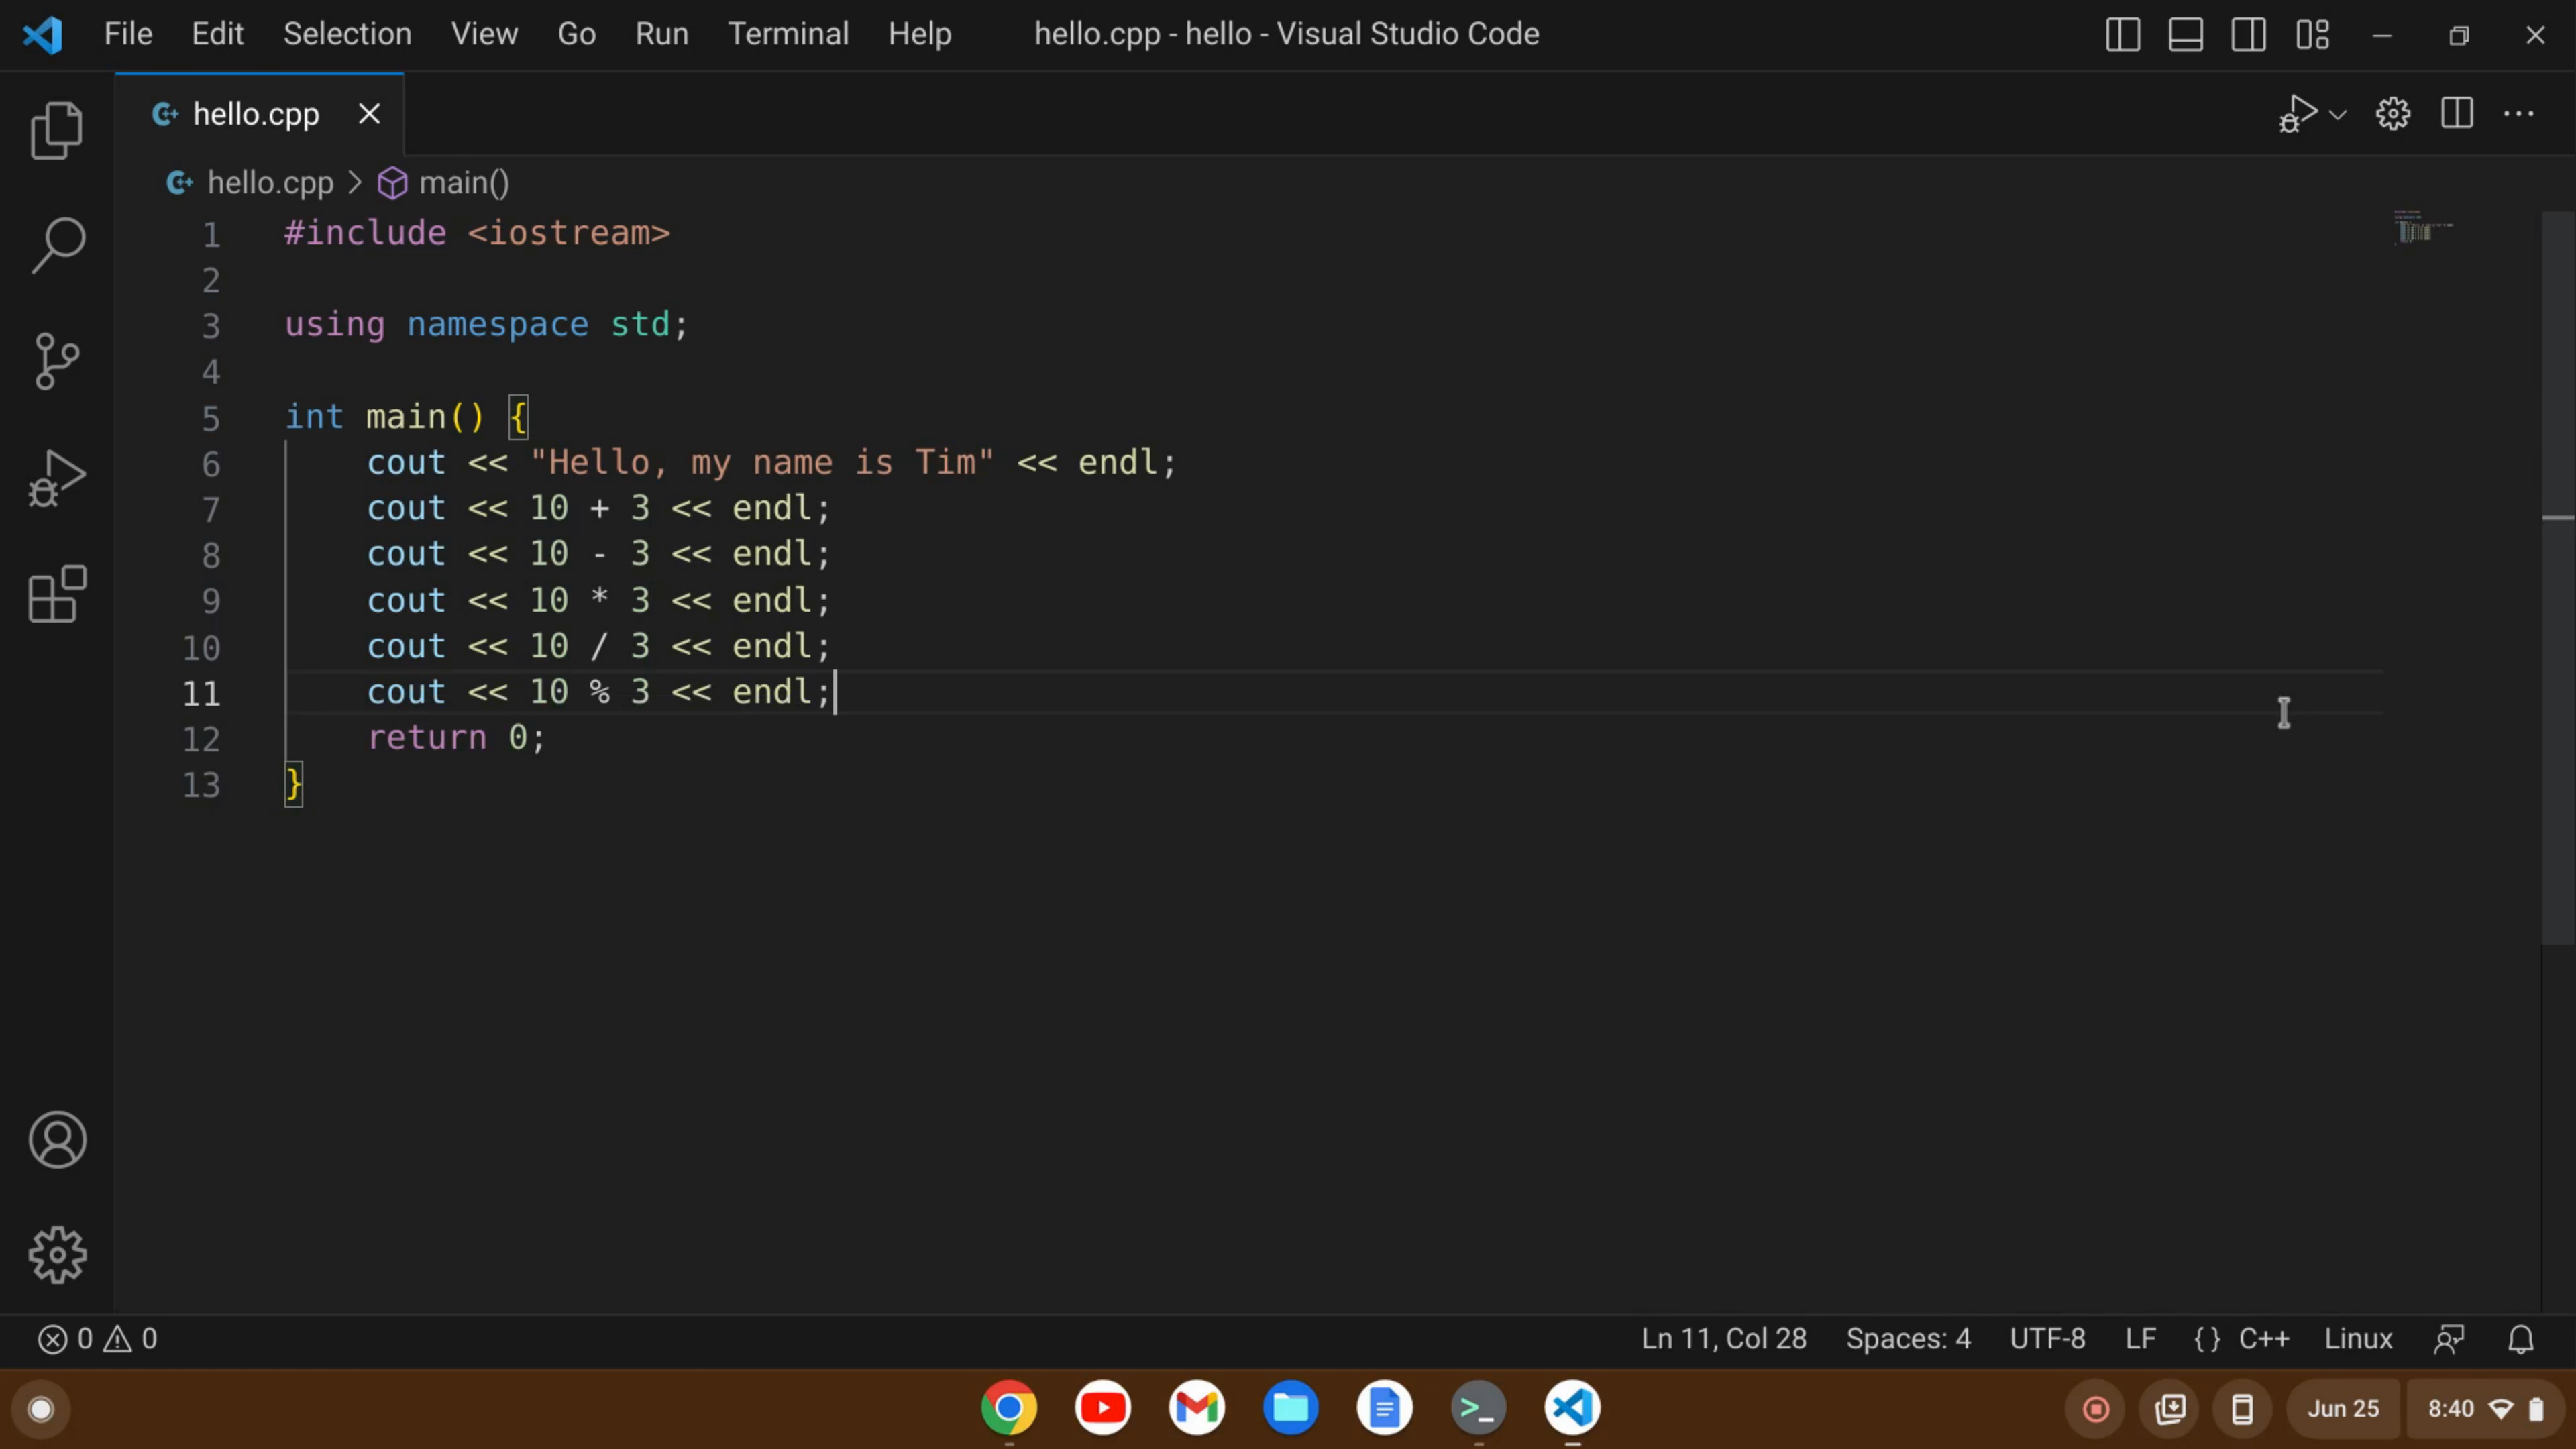 File Edit Selection View Go Run Terminal Help hello.cpp - hello - Visual Studio Code
hello.cpp
hello.cpp > main()
1 #include <iostream>
2
3 using namespace std;
4
5 int main() {
6 cout << "Hello, my name is Tim" << endl;
7 cout << 10 + 3 << endl;
8 cout << 10 - 3 << endl;
9 cout << 10 * 3 << endl;
10 cout << 10 / 3 << endl;
11 cout << 10 % 3 << endl;
12 return 0;
13 }
0 0 Ln 11, Col 28 Spaces: 4 UTF-8 LF {} C++ Linux
Jun 25 8:40